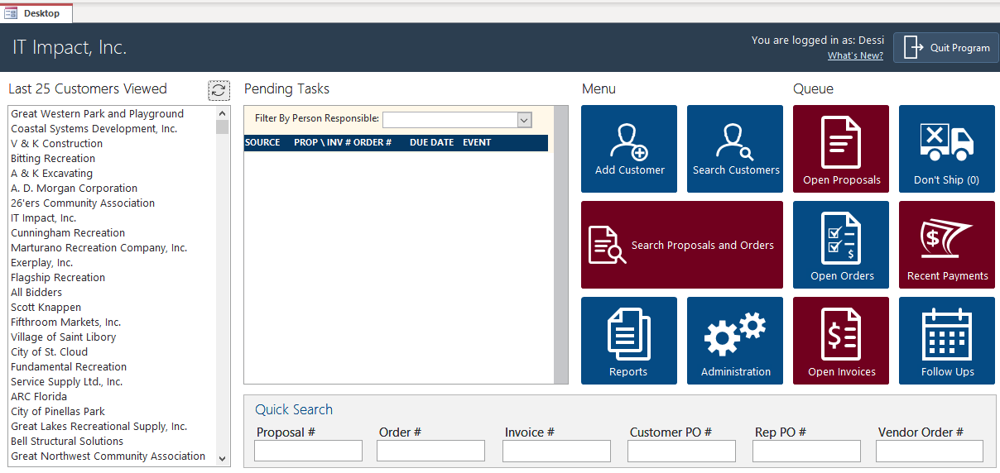 Desktop
IT Impact, Inc.
You are logged in as: Dessi
What's New?
Quit Program
Last 25 Customers Viewed
Great Western Park and Playground
Coastal Systems Development, Inc.
V & K Construction
Bitting Recreation
A & K Excavating
A. D. Morgan Corporation
26'ers Community Association
IT Impact, Inc.
Cunningham Recreation
Marturano Recreation Company, Inc.
Exerplay, Inc.
Flagship Recreation
All Bidders
Scott Knappen
Fifthroom Markets, Inc.
Village of Saint Libory
City of St. Cloud
Fundamental Recreation
Service Supply Ltd., Inc.
ARC Florida
City of Pinellas Park
Great Lakes Recreational Supply, Inc.
Bell Structural Solutions
Great Northwest Community Association
Pending Tasks
Filter By Person Responsible:
SOURCE PROP \ INV # ORDER # DUE DATE EVENT
Menu
Add Customer
Search Customers
Search Proposals and Orders
Reports
Administration
Queue
Open Proposals
Don't Ship (0)
$
Open Orders
$
Recent Payments
$
Open Invoices
Follow Ups
Quick Search
Proposal # Order # Invoice # Customer PO # Rep PO # Vendor Order #